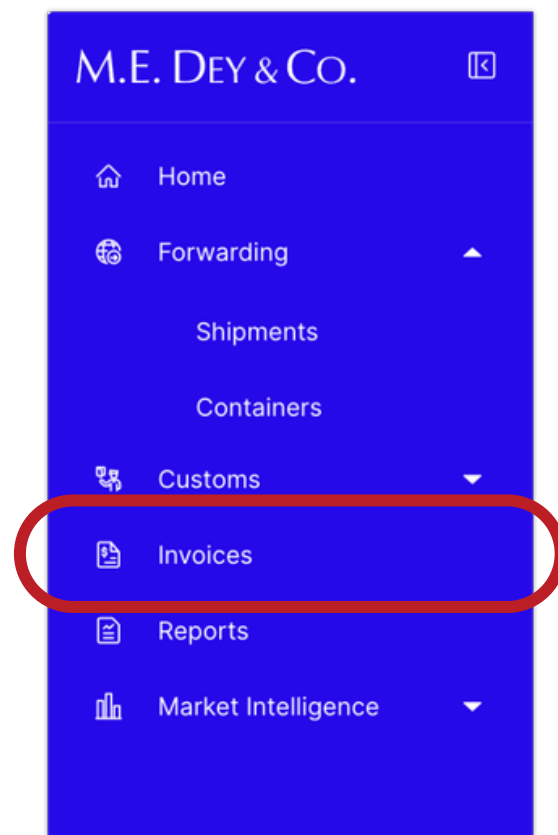 M.E. DEY & CO.
Home
Forwarding
Shipments
Containers
Customs
Invoices
Reports
Market Intelligence